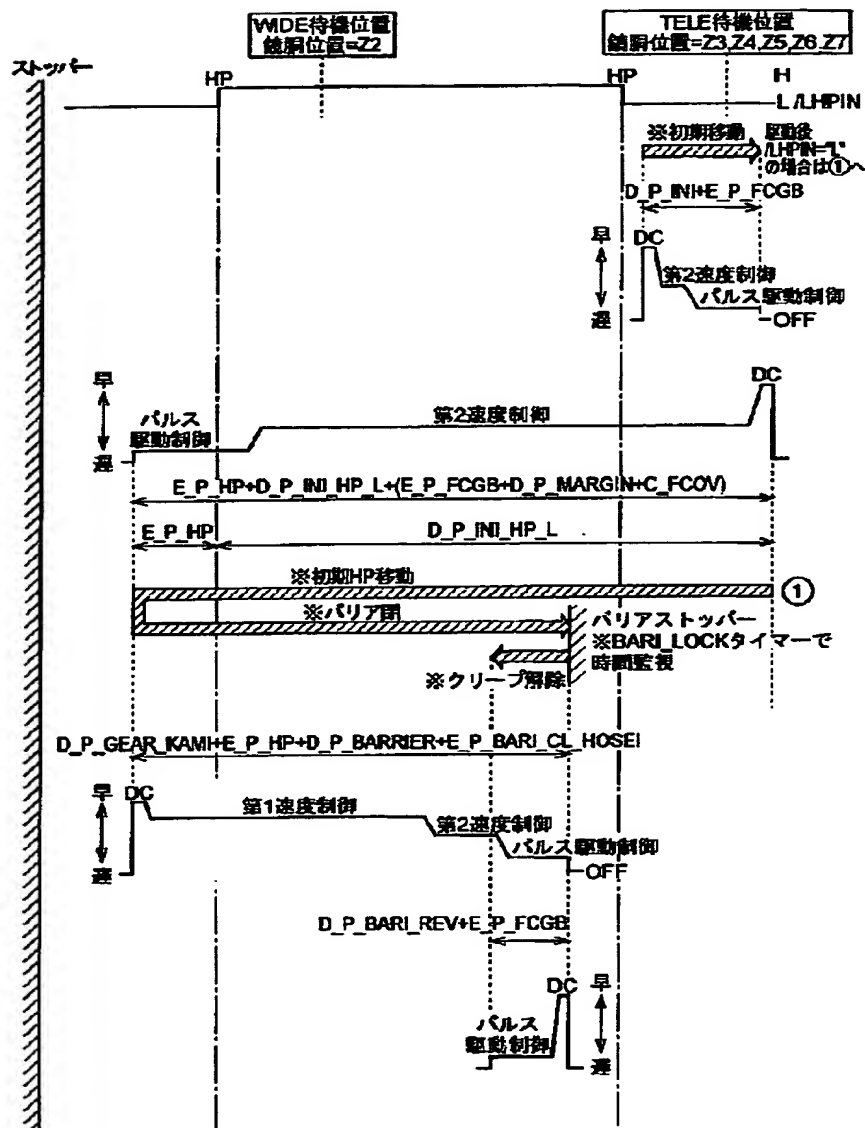 WIDE待機位置
鏡胴位置=Z2
TELE待機位置
鏡胴位置=Z3,Z4,Z5,Z6,Z7
ストッパー
HP
HP
H
L /LHPIN
※初期移動
駆動後
/LHPIN="L"
の場合は①へ
D_P_INI+E_P_FCGB
早
DC
第2速度制御
パルス駆動制御
遅
OFF
早
DC
パルス
駆動制御
第2速度制御
遅
E_P_HP+D_P_INI_HP_L+(E_P_FCGB+D_P_MARGIN+C_FCOV)
E_P_HP
D_P_INI_HP_L
※初期HP移動
①
※バリア閉
バリアストッパー
※BARI_LOCKタイマーで
時間監視
※クリープ解除
D_P_GEAR_KAMI+E_P_HP+D_P_BARRIER+E_P_BARI_CL_HOSEI
早
DC
第1速度制御
第2速度制御
パルス駆動制御
遅
OFF
D_P_BARI_REV+E_P_FCGB
DC
早
パルス
駆動制御
遅